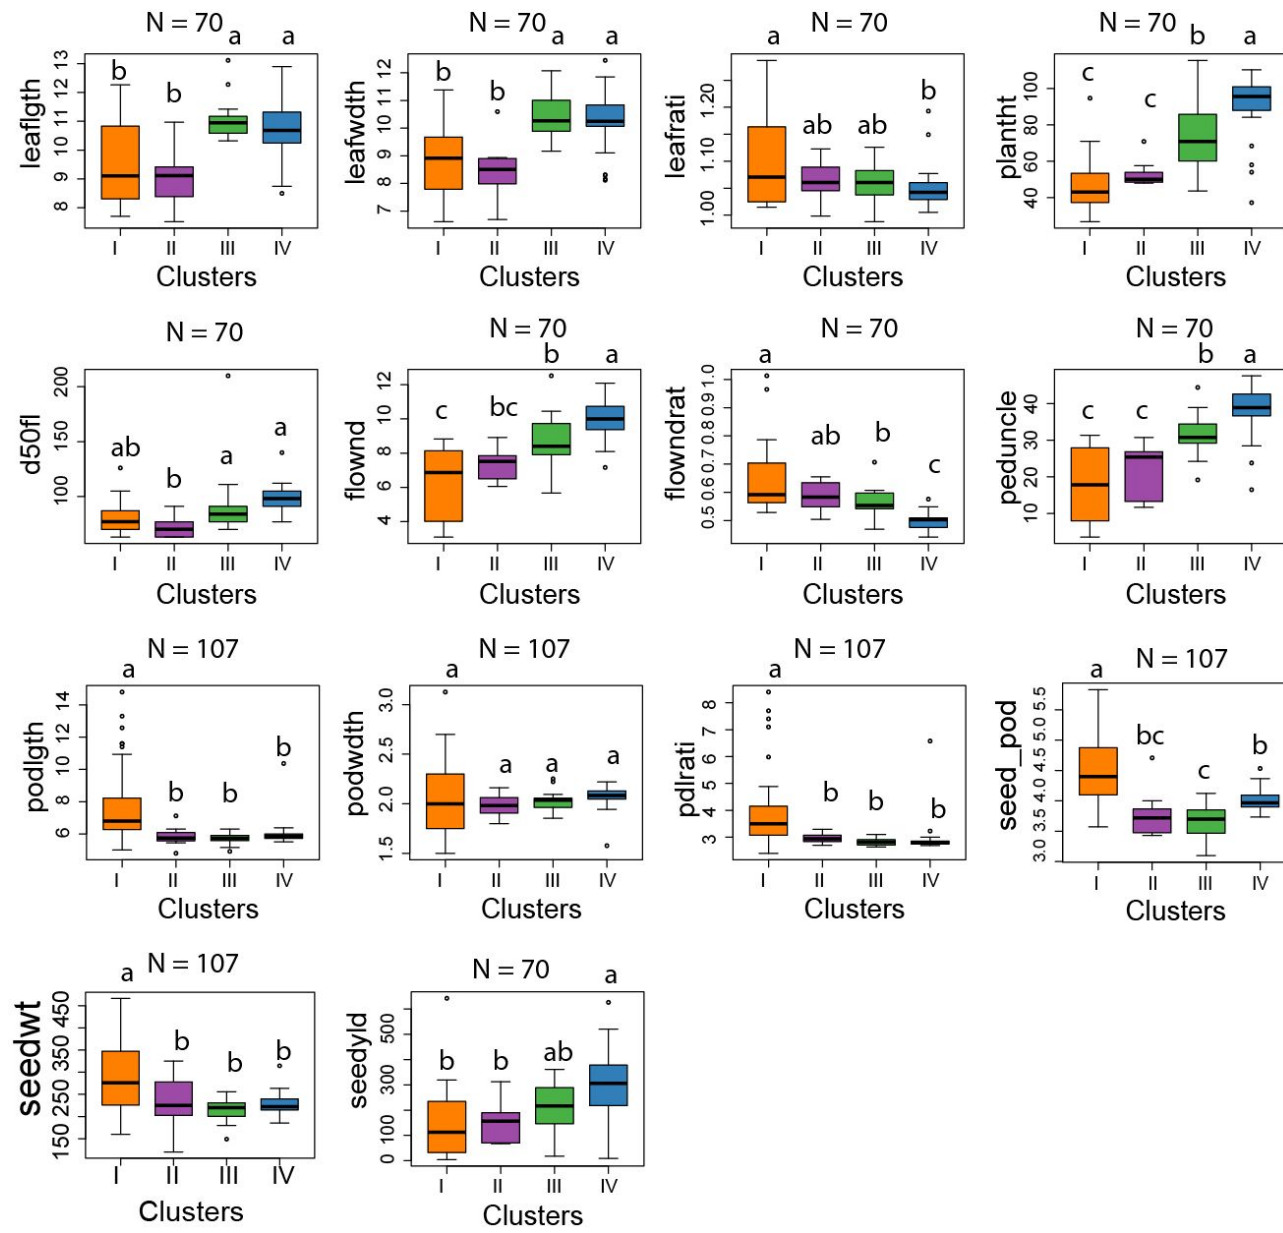 N = 70
a
a
b
b
leaflgth
8 9 10 11 12 13
I II III IV
Clusters
N = 70
a
a
b
b
leafwdth
7 8 9 10 11 12
I II III IV
Clusters
N = 70
a
b
ab
ab
leafrati
1.00 1.10 1.20
I II III IV
Clusters
N = 70
b
a
c
c
plantht
40 60 80 100
I II III IV
Clusters
N = 70
ab
b
a
a
d50fl
100 150 200
I II III IV
Clusters
N = 70
b
a
c
bc
flownd
4 6 8 10 12
I II III IV
Clusters
N = 70
a
ab
b
c
flowndrat
0.5 0.6 0.7 0.8 0.9 1.0
I II III IV
Clusters
N = 70
b
a
c
c
peduncle
10 20 30 40
I II III IV
Clusters
N = 107
a
b
b
b
podlgth
6 8 10 12 14
I II III IV
Clusters
N = 107
a
a
a
a
podwdth
1.5 2.0 2.5 3.0
I II III IV
Clusters
N = 107
a
b
b
b
pdlrati
3 4 5 6 7 8
I II III IV
Clusters
N = 107
a
bc
c
b
seed_pod
3.0 3.5 4.0 4.5 5.0 5.5
I II III IV
Clusters
N = 107
a
b
b
b
seedwt
150 250 350 450
I II III IV
Clusters
N = 70
a
b
b
ab
seedyld
0 100 300 500
I II III IV
Clusters